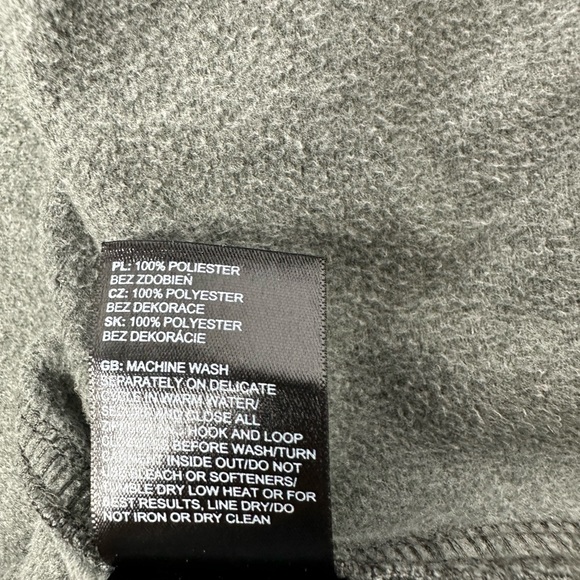 PL: 100% POLIESTER
BEZ ZDOBIEŃ
CZ: 100% POLYESTER
BEZ DEKORACE
SK: 100% POLYESTER
BEZ DEKORÁCIE
GB: MACHINE WASH
SEPARATELY ON DELICATE
CYCLE IN WARM WATER/
AND CLOSE ALL
HOOK AND LOOP
BEFORE WASH/TURN
INSIDE OUT/DO NOT
BLEACH OR SOFTENERS/
DRY LOW HEAT OR FOR
BEST RESULTS, LINE DRY/DO
NOT IRON OR DRY CLEAN